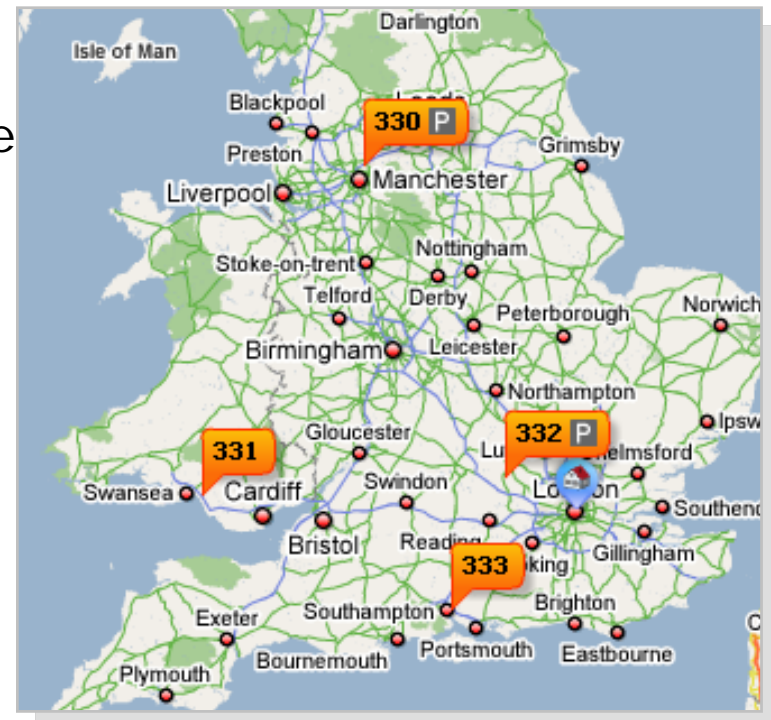 Darlington
Isle of Man
Blackpool
330 P
e
Preston
Grimsby
Liverpool
Manchester
Nottingham
Stoke-on-trent
Telford
Derby
Peterborough
Norwich
Birmingham
Leicester
Northampton
332 P
Gloucester
331
Swansea
Cardiff
Swindon
Southend
Bristol
Gillingham
333
Exeter
Southampton
Brighton
Portsmouth
Eastbourne
Bournemouth
Plymouth